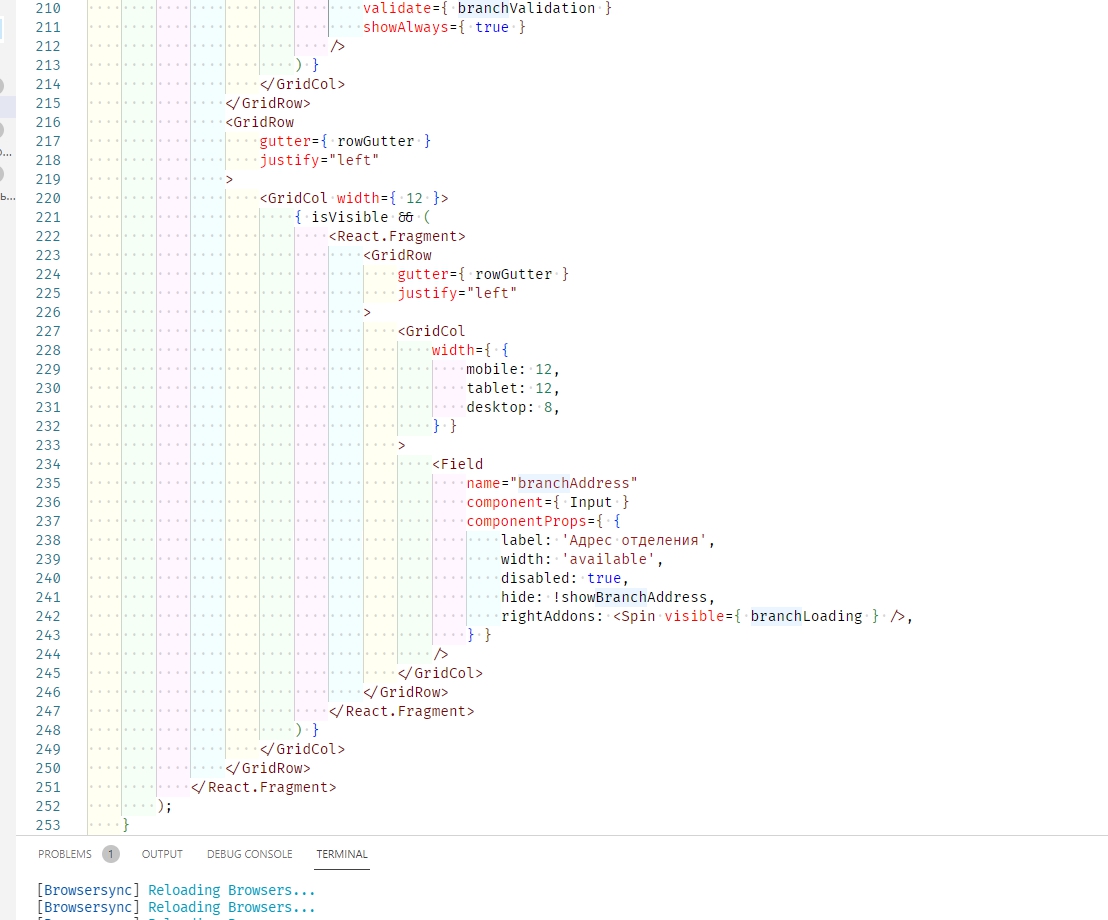 210 validate={ branchValidation }
211 showAlways={ true }
212 />
213 ) }
214 </GridCol>
215 </GridRow>
216 <GridRow
217 gutter={ rowGutter }
218 justify="left"
219 >
220 <GridCol width={ 12 }>
221 { isVisible && (
222 <React.Fragment>
223 <GridRow
224 gutter={ rowGutter }
225 justify="left"
226 >
227 <GridCol
228 width={ {
229 mobile: 12,
230 tablet: 12,
231 desktop: 8,
232 } }
233 >
234 <Field
235 name="branchAddress"
236 component={ Input }
237 componentProps={ {
238 label: 'Адрес отделения',
239 width: 'available',
240 disabled: true,
241 hide: !showBranchAddress,
242 rightAddons: <Spin visible={ branchLoading } />,
243 } }
244 />
245 </GridCol>
246 </GridRow>
247 </React.Fragment>
248 ) }
249 </GridCol>
250 </GridRow>
251 </React.Fragment>
252 );
253 }
PROBLEMS 1 OUTPUT DEBUG CONSOLE TERMINAL
[Browsersync] Reloading Browsers...
[Browsersync] Reloading Browsers...